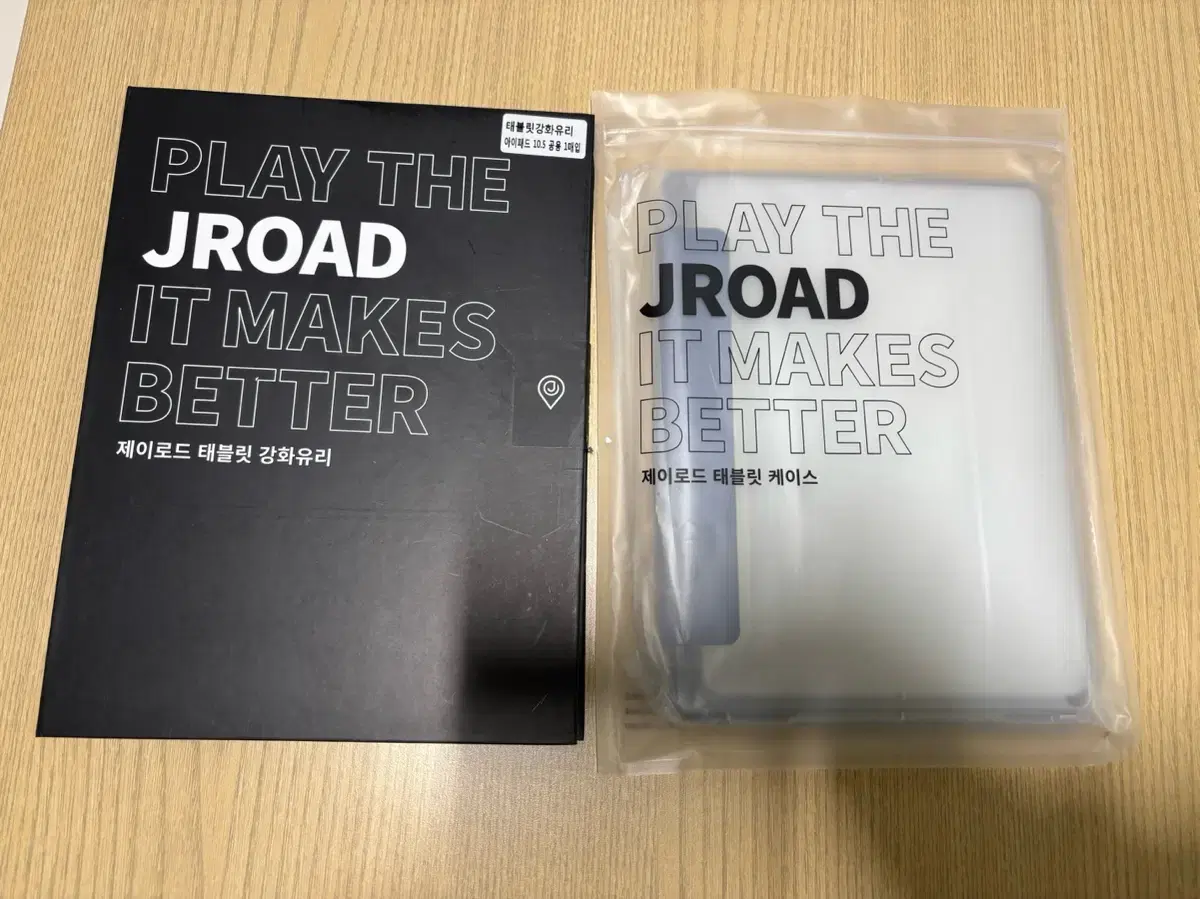 태블릿강화유리
아이패드 10.5 공용 1매입
PLAY THE
JROAD
IT MAKES
BETTER
제이로드 태블릿 강화유리
PLAY THE
JROAD
IT MAKES
BETTER
제이로드 태블릿 케이스